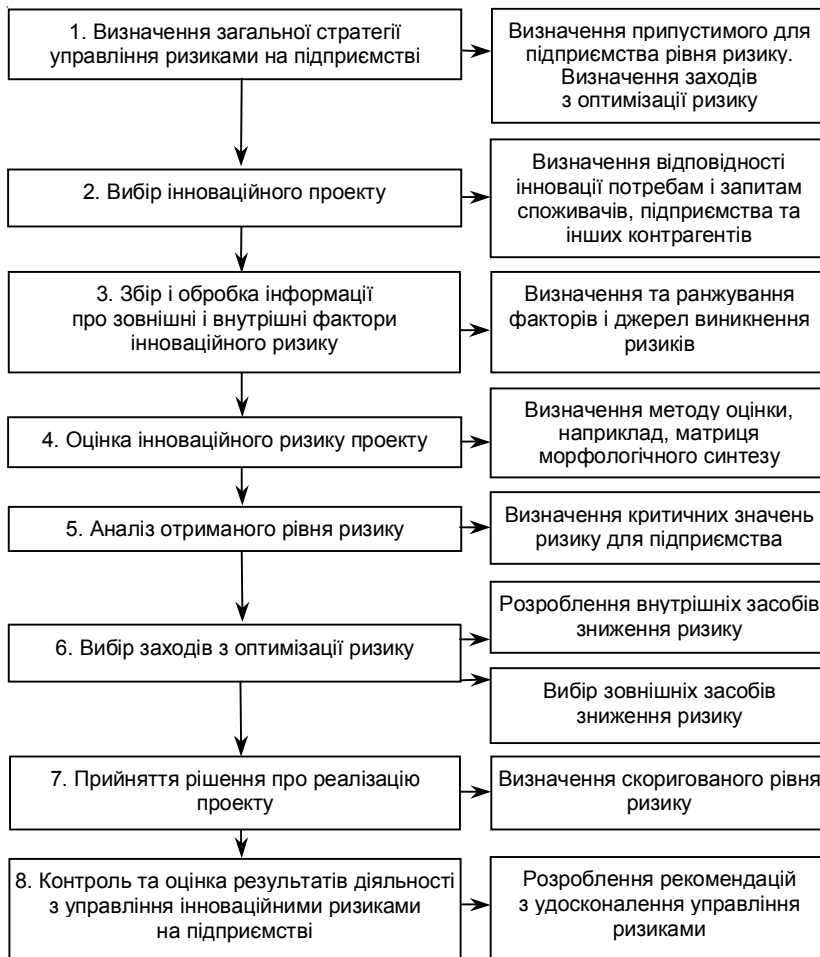 1. Визначення загальної стратегії
управління ризиками на підприємстві
Визначення припустимого для
підприємства рівня ризику.
Визначення заходів
з оптимізації ризику
2. Вибір інноваційного проекту
Визначення відповідності
інновації потребам і запитам
споживачів, підприємства та
інших контрагентів
3. Збір і обробка інформації
про зовнішні і внутрішні фактори
інноваційного ризику
Визначення та ранжування
факторів і джерел виникнення
ризиків
4. Оцінка інноваційного ризику проекту
Визначення методу оцінки,
наприклад, матриця
морфологічного синтезу
5. Аналіз отриманого рівня ризику
Визначення критичних значень
ризику для підприємства
6. Вибір заходів з оптимізації ризику
Розроблення внутрішніх засобів
зниження ризику
Вибір зовнішніх засобів
зниження ризику
7. Прийняття рішення про реалізацію
проекту
Визначення скоригованого рівня
ризику
8. Контроль та оцінка результатів діяльності
з управління інноваційними ризиками
на підприємстві
Розроблення рекомендацій
з удосконалення управління
ризиками